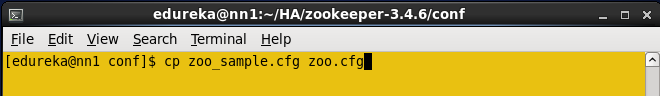 edureka@nn1:~/HA/zookeeper-3.4.6/conf
File Edit View Search Terminal Help
[edureka@nn1 conf]$ cp zoo_sample.cfg zoo.cfg